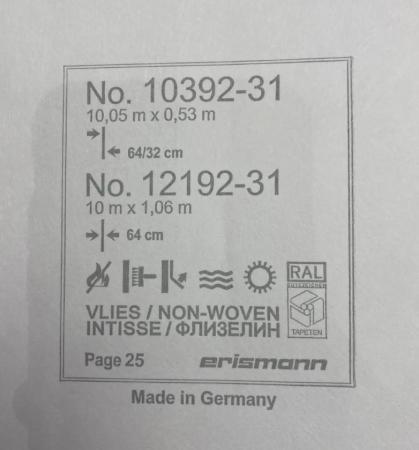 No. 10392-31
10,05 m x 0,53 m
64/32 cm
No. 12192-31
10 m x 1,06 m
64 cm
RAL
GÜTEZEICHEN
TAPETEN
VLIES / NON-WOVEN
INTISSE / ФЛИЗЕЛИН
Page 25
erismann
Made in Germany